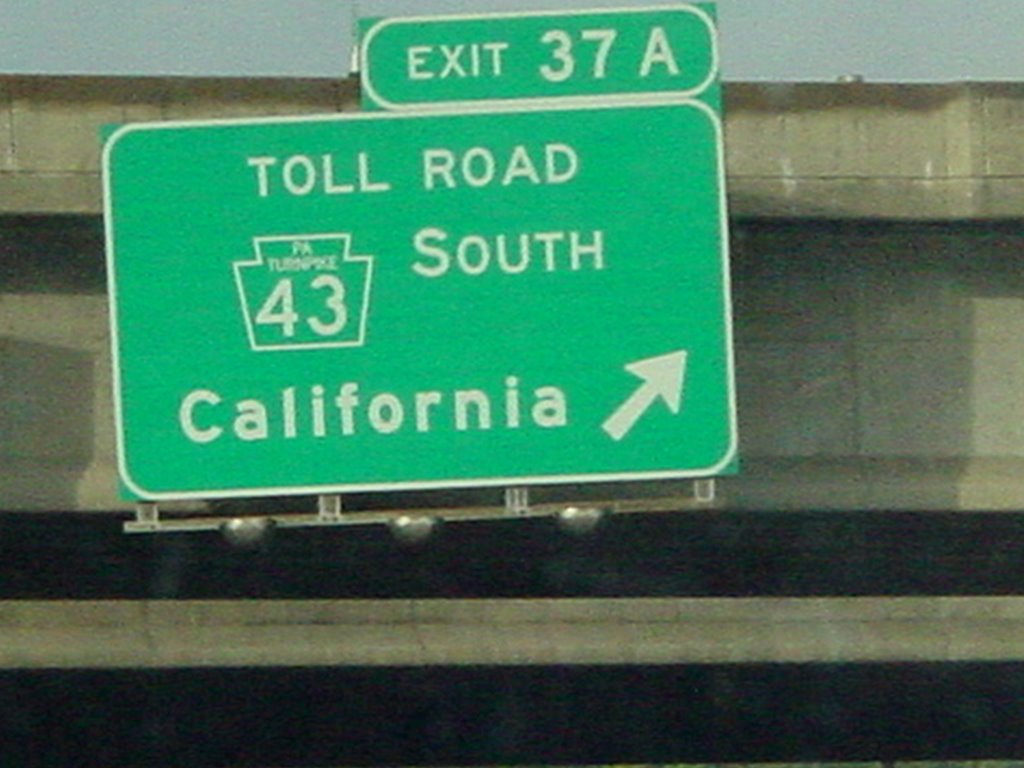 EXIT 37 A
TOLL ROAD
PA
TURNPIKE
43
SOUTH
California